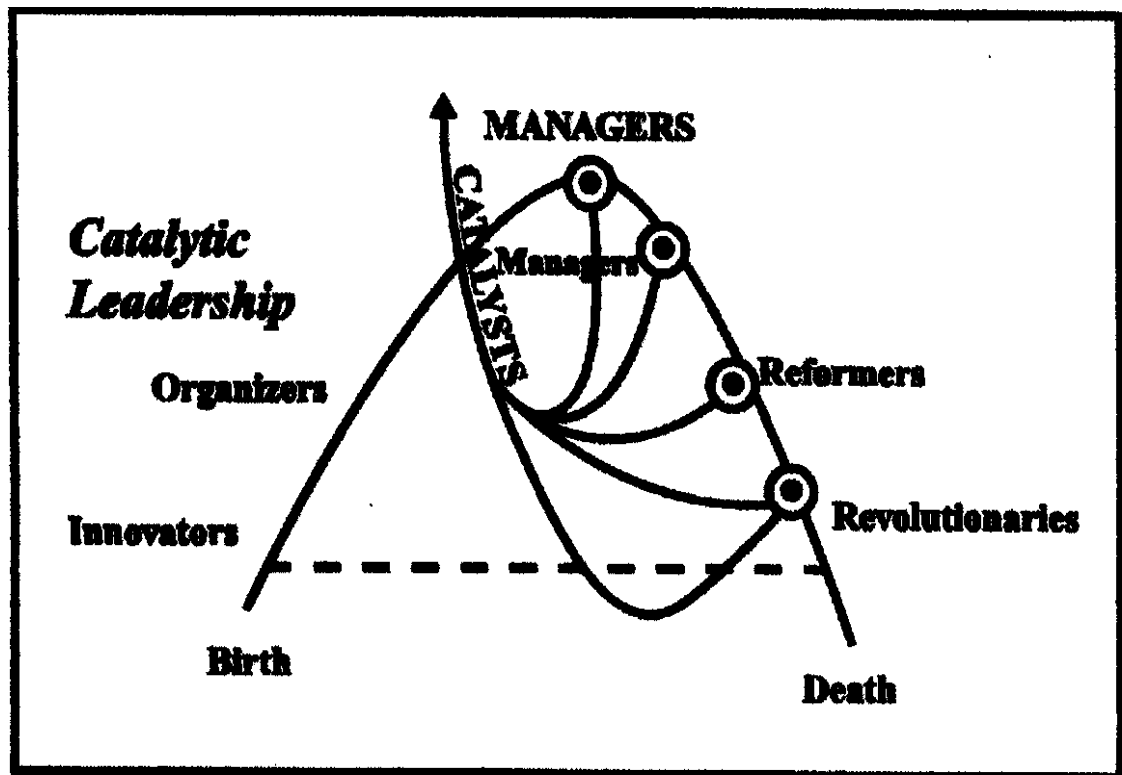 MANAGERS
CATALYSTS
Catalytic
Leadership
Managers
Organizers
Reformers
Innovators
Revolutionaries
Birth
Death